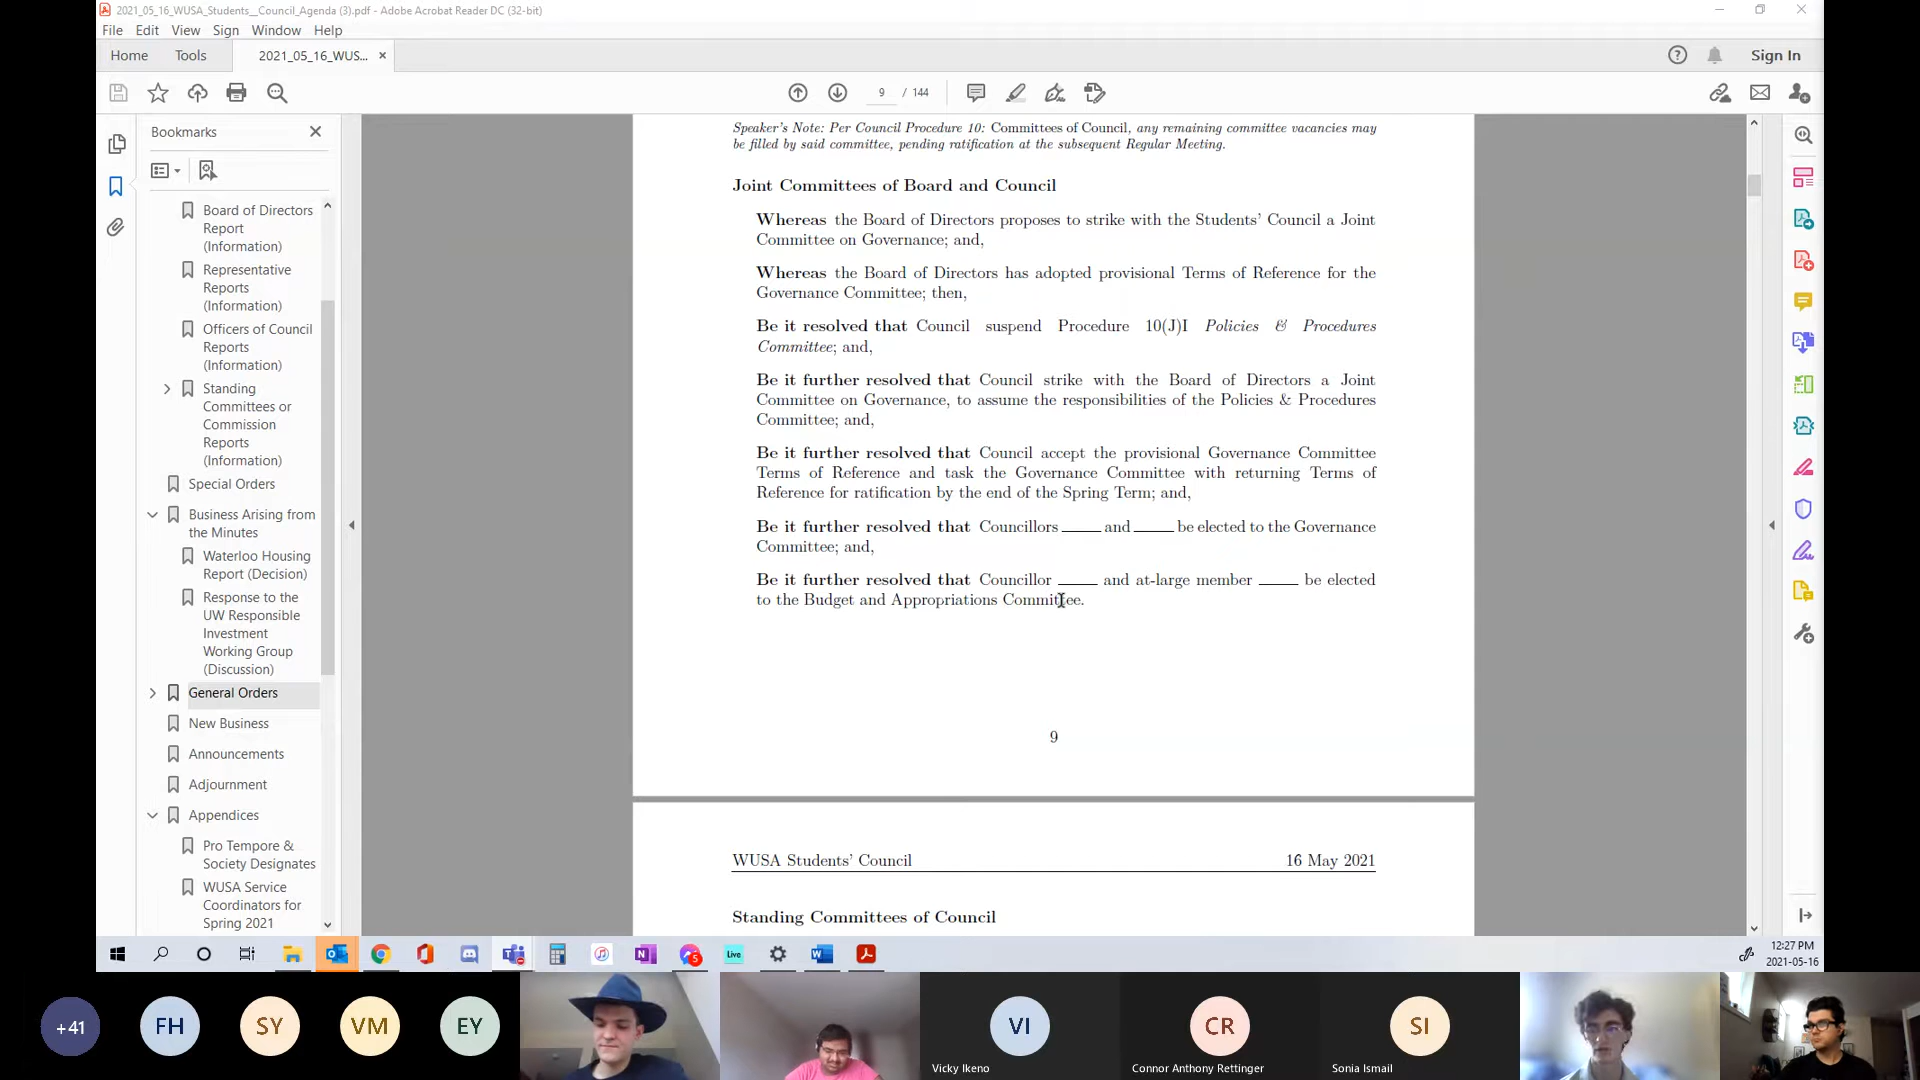 2021_05_16_WUSA_Students__Council_Agenda (3).pdf - Adobe Acrobat Reader DC (32-bit)
File Edit View Sign Window Help
Home Tools 2021_05_16_WUS... × Sign In
9 / 144
Bookmarks
Board of Directors
Report
(Information)
Representative
Reports
(Information)
Officers of Council
Reports
(Information)
Standing
Committees or
Commission
Reports
(Information)
Special Orders
Business Arising from
the Minutes
Waterloo Housing
Report (Decision)
Response to the
UW Responsible
Investment
Working Group
(Discussion)
General Orders
New Business
Announcements
Adjournment
Appendices
Pro Tempore &
Society Designates
WUSA Service
Coordinators for
Spring 2021
Speaker's Note: Per Council Procedure 10: Committees of Council, any remaining committee vacancies may
be filled by said committee, pending ratification at the subsequent Regular Meeting.
Joint Committees of Board and Council
Whereas the Board of Directors proposes to strike with the Students' Council a Joint
Committee on Governance; and,
Whereas the Board of Directors has adopted provisional Terms of Reference for the
Governance Committee; then,
Be it resolved that Council suspend Procedure 10(J)I Policies & Procedures
Committee; and,
Be it further resolved that Council strike with the Board of Directors a Joint
Committee on Governance, to assume the responsibilities of the Policies & Procedures
Committee; and,
Be it further resolved that Council accept the provisional Governance Committee
Terms of Reference and task the Governance Committee with returning Terms of
Reference for ratification by the end of the Spring Term; and,
Be it further resolved that Councillors _____ and _____ be elected to the Governance
Committee; and,
Be it further resolved that Councillor _____ and at-large member _____ be elected
to the Budget and Appropriations Committee.
9
WUSA Students' Council 16 May 2021
Standing Committees of Council
5
Live
12:27 PM
2021-05-16
+41 FH SY VM EY VI CR SI
Vicky Ikeno Connor Anthony Rettinger Sonia Ismail